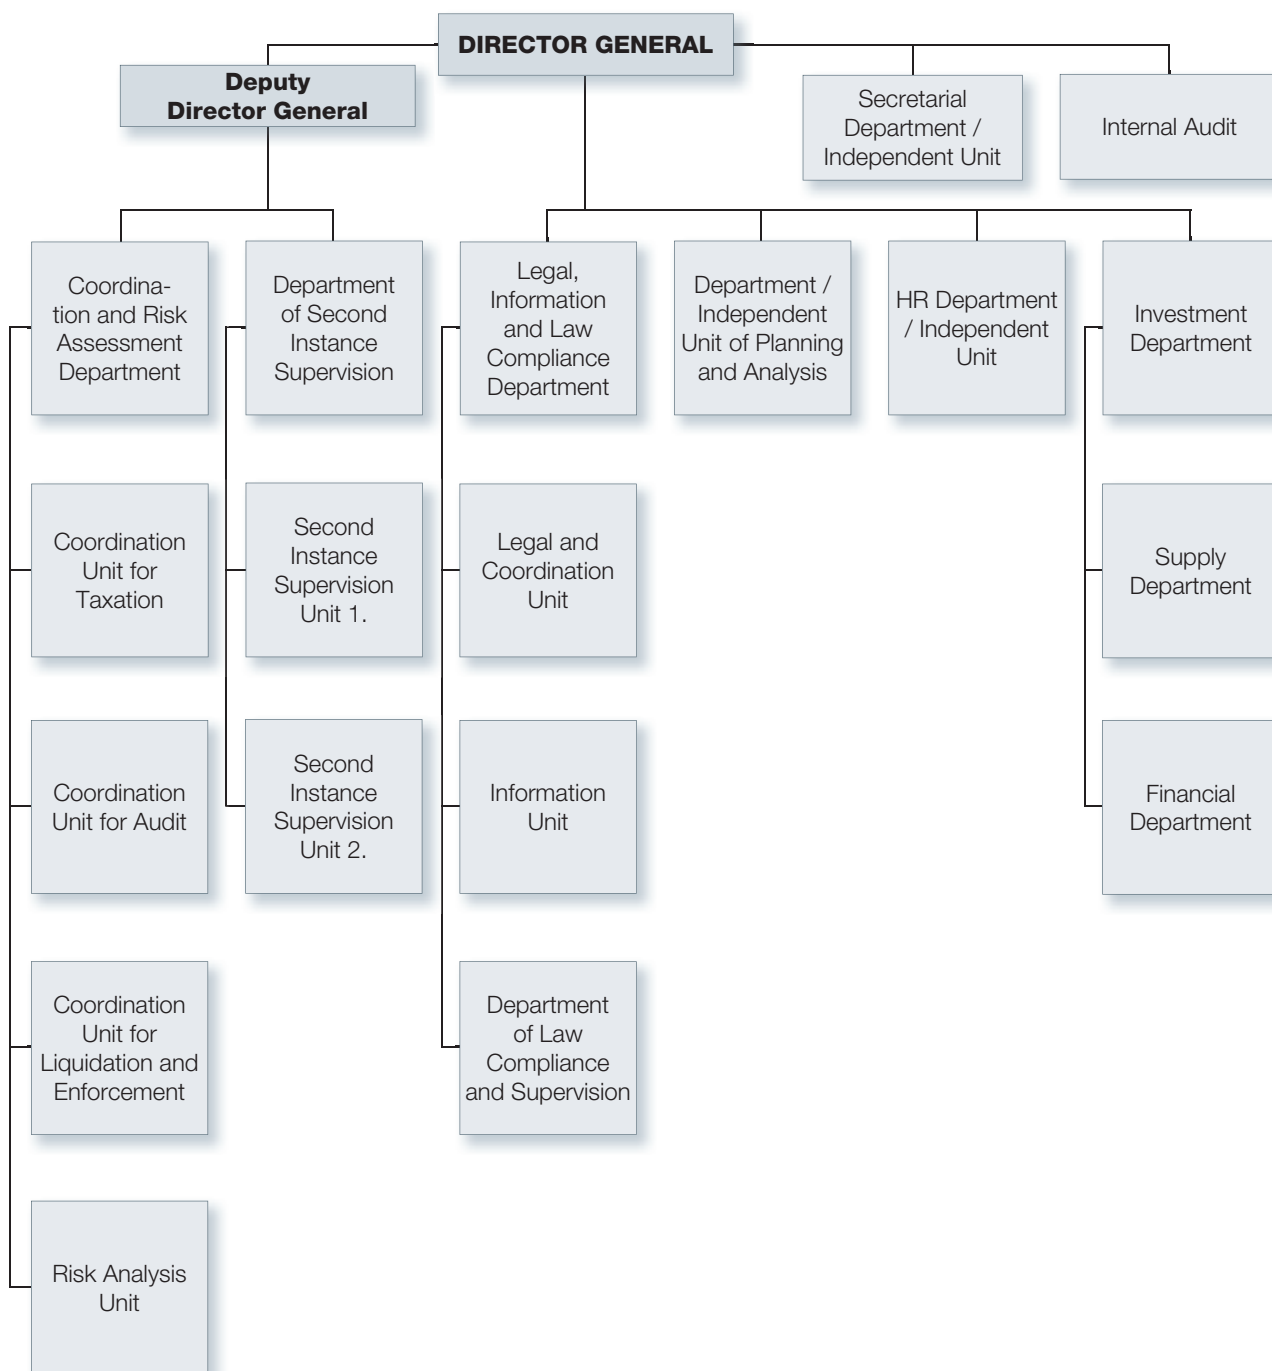 DIRECTOR GENERAL
Deputy
Director General
Secretarial
Department /
Independent Unit
Internal Audit
Coordina-
tion and Risk
Assessment
Department
Department
of Second
Instance
Supervision
Legal,
Information
and Law
Compliance
Department
Department /
Independent
Unit of Planning
and Analysis
HR Department
/ Independent
Unit
Investment
Department
Coordination
Unit for
Taxation
Second
Instance
Supervision
Unit 1.
Legal and
Coordination
Unit
Supply
Department
Coordination
Unit for Audit
Second
Instance
Supervision
Unit 2.
Information
Unit
Financial
Department
Coordination
Unit for
Liquidation and
Enforcement
Department
of Law
Compliance
and Supervision
Risk Analysis
Unit